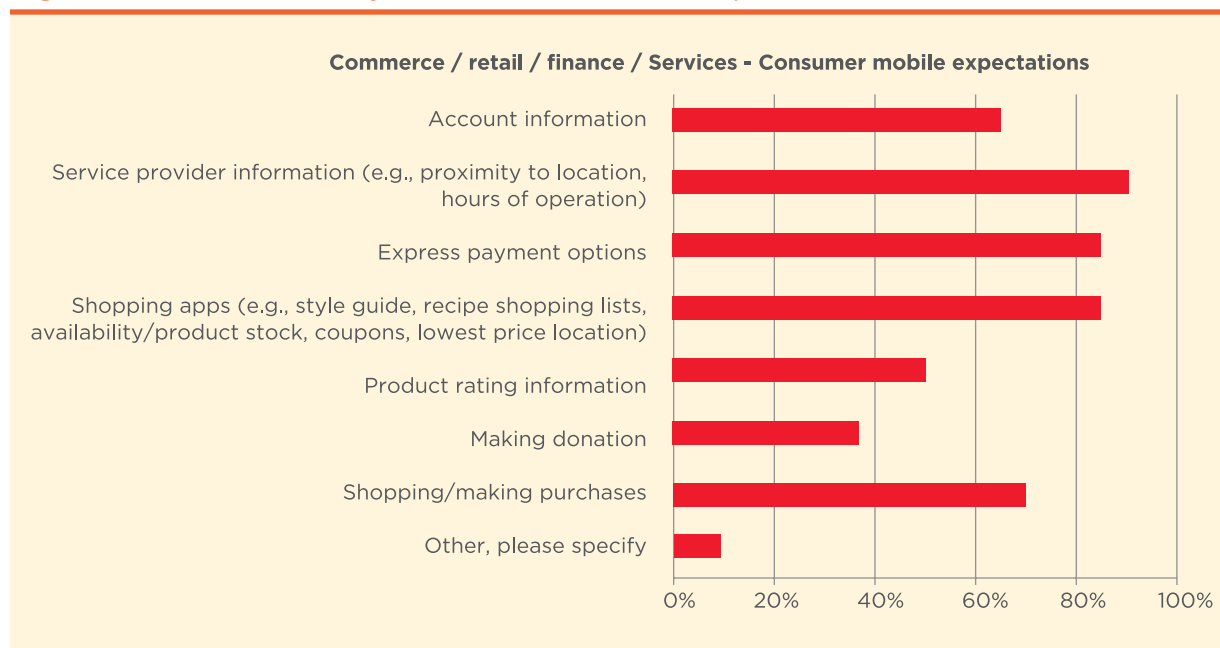 Commerce / retail / finance / Services - Consumer mobile expectations
Account information
Service provider information (e.g., proximity to location,
hours of operation)
Express payment options
Shopping apps (e.g., style guide, recipe shopping lists,
availability/product stock, coupons, lowest price location)
Product rating information
Making donation
Shopping/making purchases
Other, please specify
0% 20% 40% 60% 80% 100%